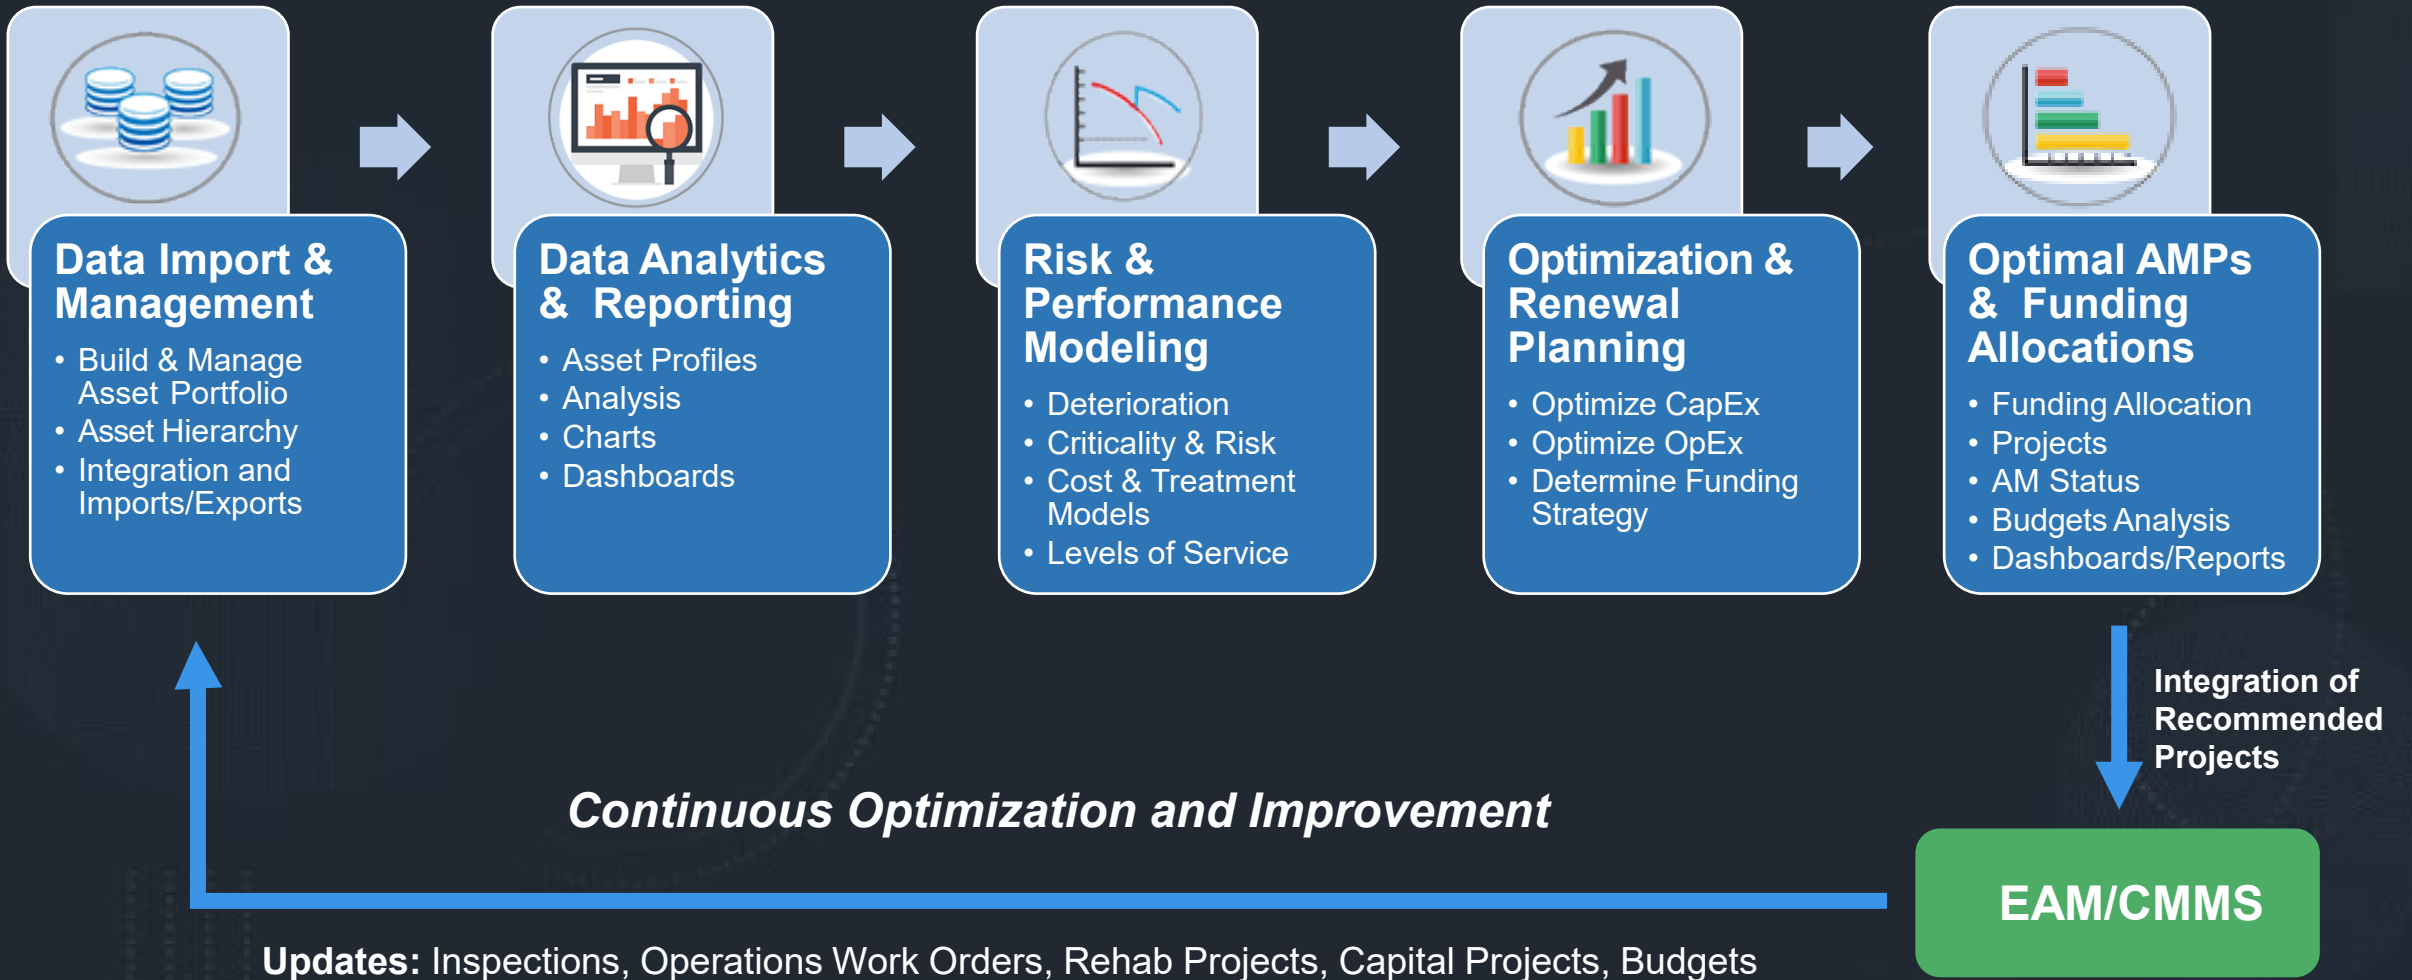 Data Import &
Management
• Build & Manage
Asset Portfolio
• Asset Hierarchy
• Integration and
Imports/Exports
Data Analytics
& Reporting
• Asset Profiles
• Analysis
• Charts
• Dashboards
Risk &
Performance
Modeling
• Deterioration
• Criticality & Risk
• Cost & Treatment
Models
• Levels of Service
Optimization &
Renewal
Planning
• Optimize CapEx
• Optimize OpEx
• Determine Funding
Strategy
Optimal AMPs
& Funding
Allocations
• Funding Allocation
• Projects
• AM Status
• Budgets Analysis
• Dashboards/Reports
Integration of
Recommended
Projects
Continuous Optimization and Improvement
EAM/CMMS
Updates: Inspections, Operations Work Orders, Rehab Projects, Capital Projects, Budgets